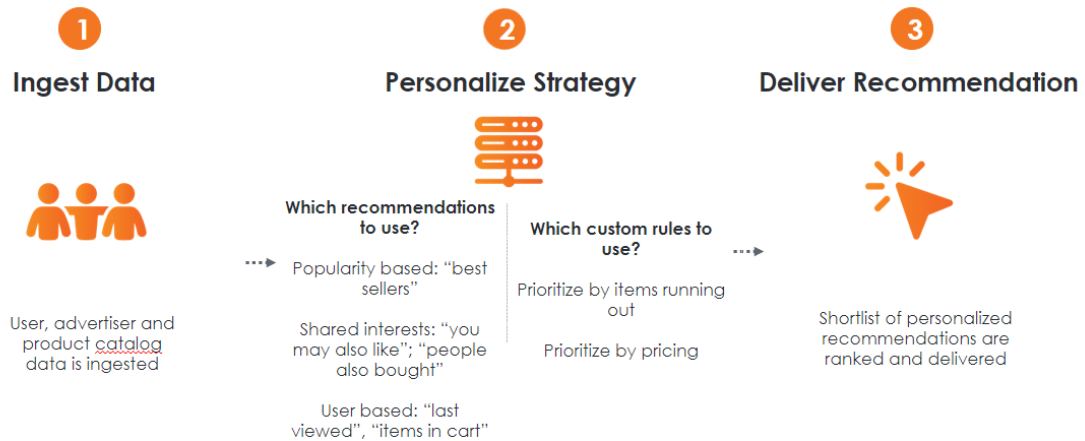 1
Ingest Data
User, advertiser and
product catalog
data is ingested
2
Personalize Strategy
Which recommendations
to use?
Popularity based: “best
sellers”
Shared interests: “you
may also like”; “people
also bought”
User based: “last
viewed”, “items in cart”
Which custom rules to
use?
Prioritize by items running
out
Prioritize by pricing
3
Deliver Recommendation
Shortlist of personalized
recommendations are
ranked and delivered